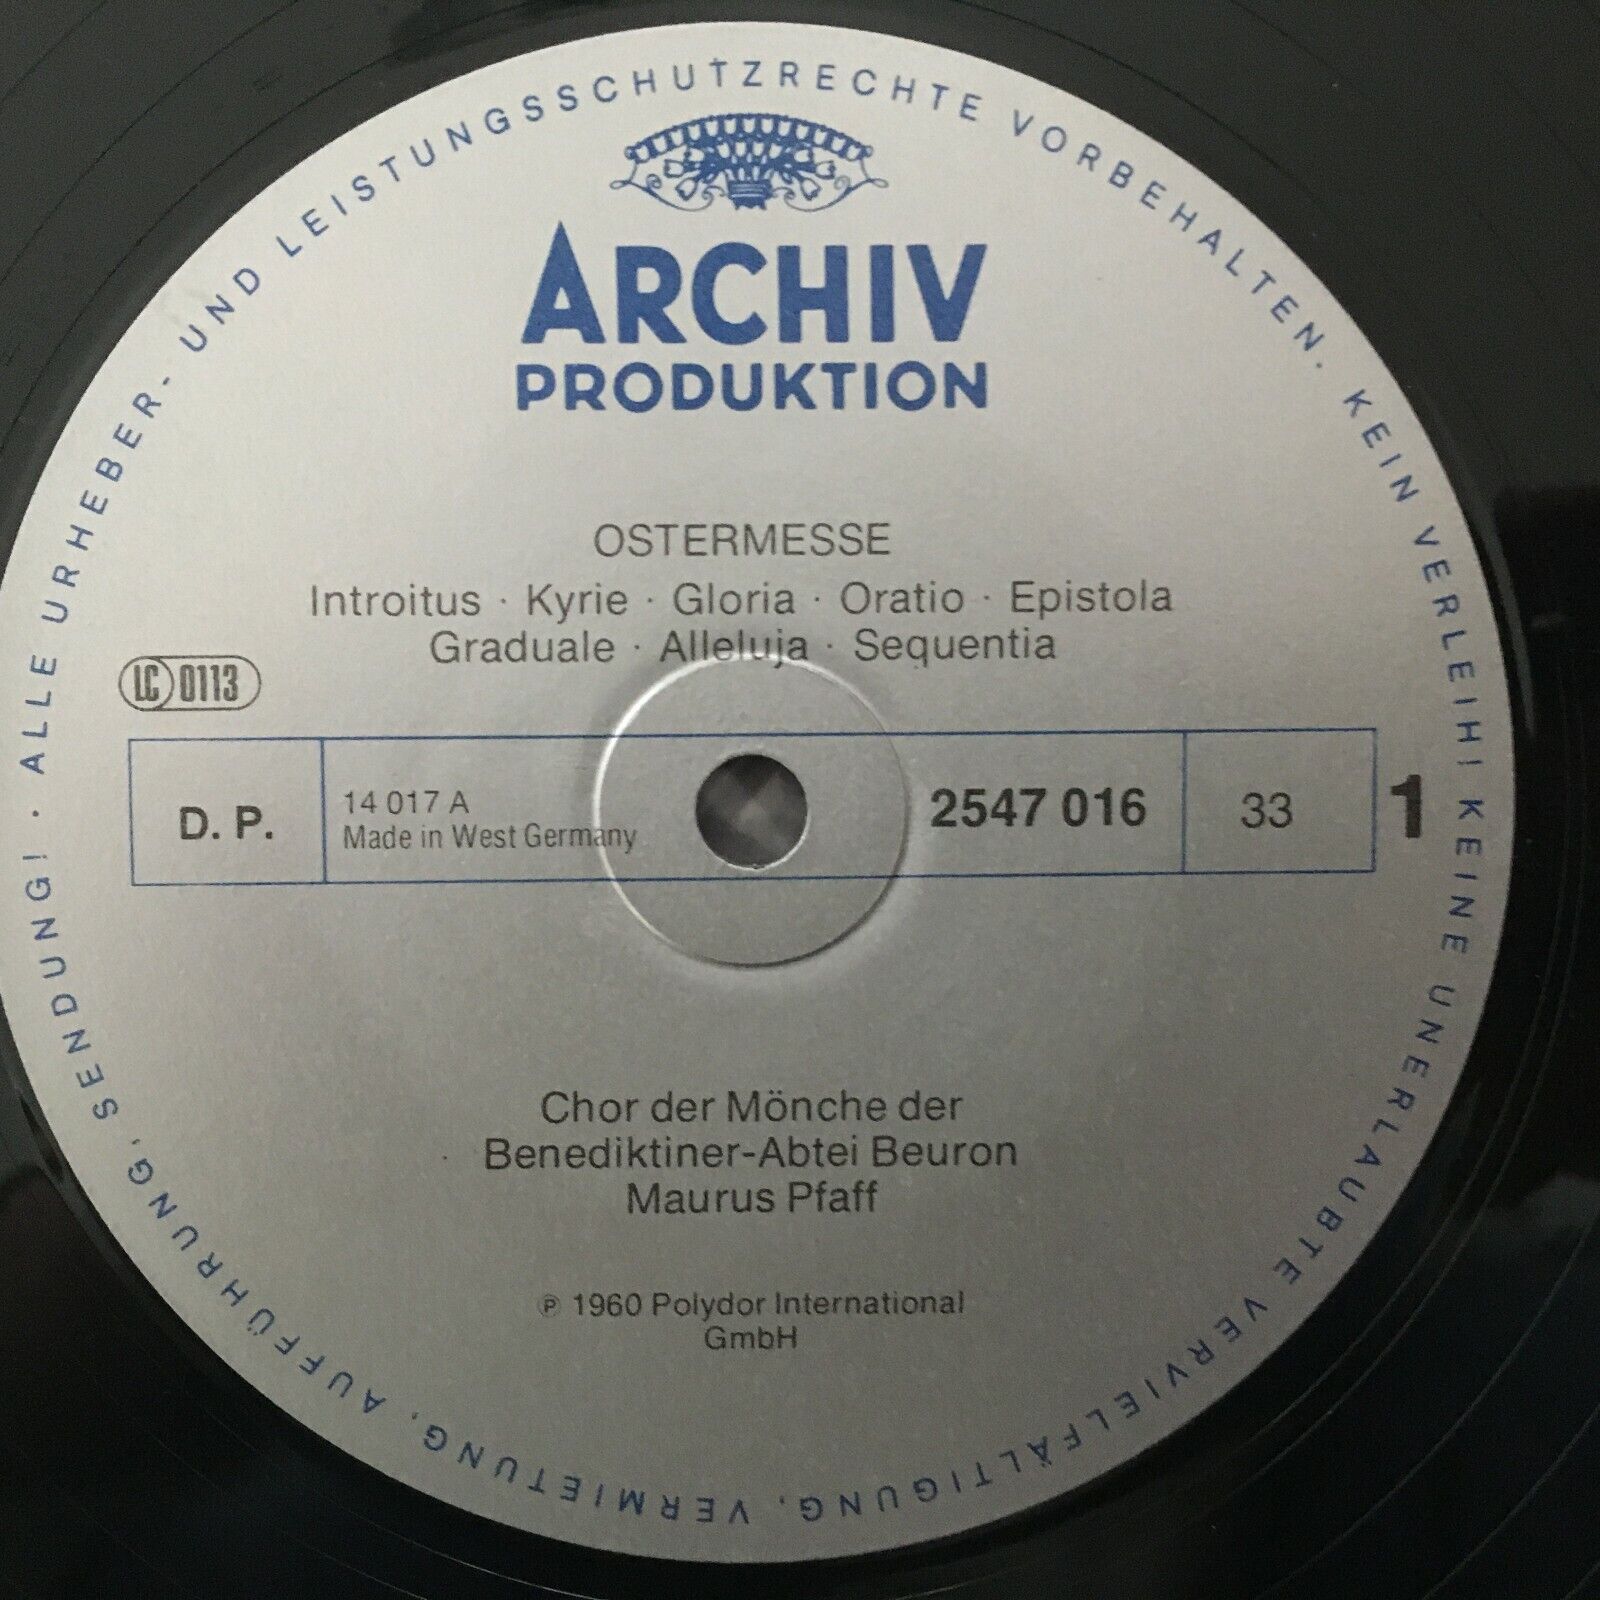 ALLE URHEBER- UND LEISTUNGSSCHUTZRECHTE VORBEHALTEN. KEIN VERLEIH! KEINE UNERLAUBTE VERVIELFÄLTIGUNG, VERMIETUNG, AUFFÜHRUNG, SENDUNG! ·
ARCHIV
PRODUKTION
OSTERMESSE
Introitus · Kyrie · Gloria · Oratio · Epistola
Graduale · Alleluja · Sequentia
LC 0113
D. P.
14 017 A
Made in West Germany
2547 016
33
1
Chor der Mönche der
Benediktiner-Abtei Beuron
Maurus Pfaff
℗ 1960 Polydor International
GmbH